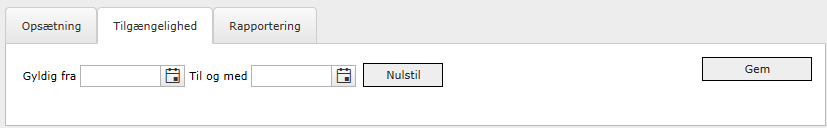 Opsætning Tilgængelighed Rapportering
Gyldig fra Til og med Nulstil Gem